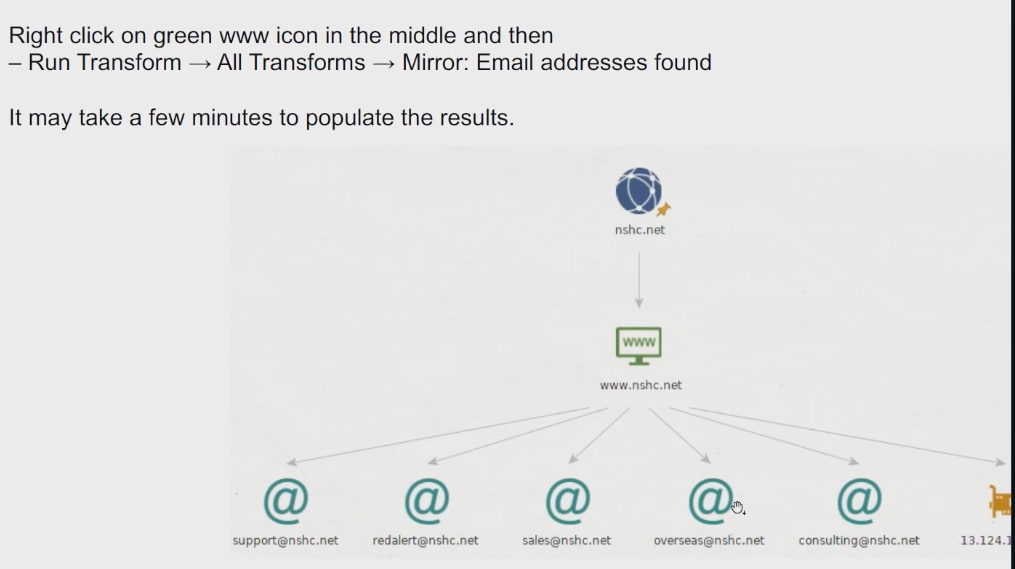 Right click on green www icon in the middle and then
– Run Transform → All Transforms → Mirror: Email addresses found
It may take a few minutes to populate the results.
nshc.net
www
www.nshc.net
@ @ @ @ @
support@nshc.net redalert@nshc.net sales@nshc.net overseas@nshc.net consulting@nshc.net 13.124.1